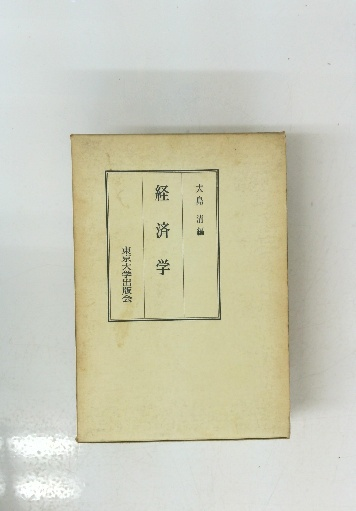 大島 清 編
経済学
東京大学出版会